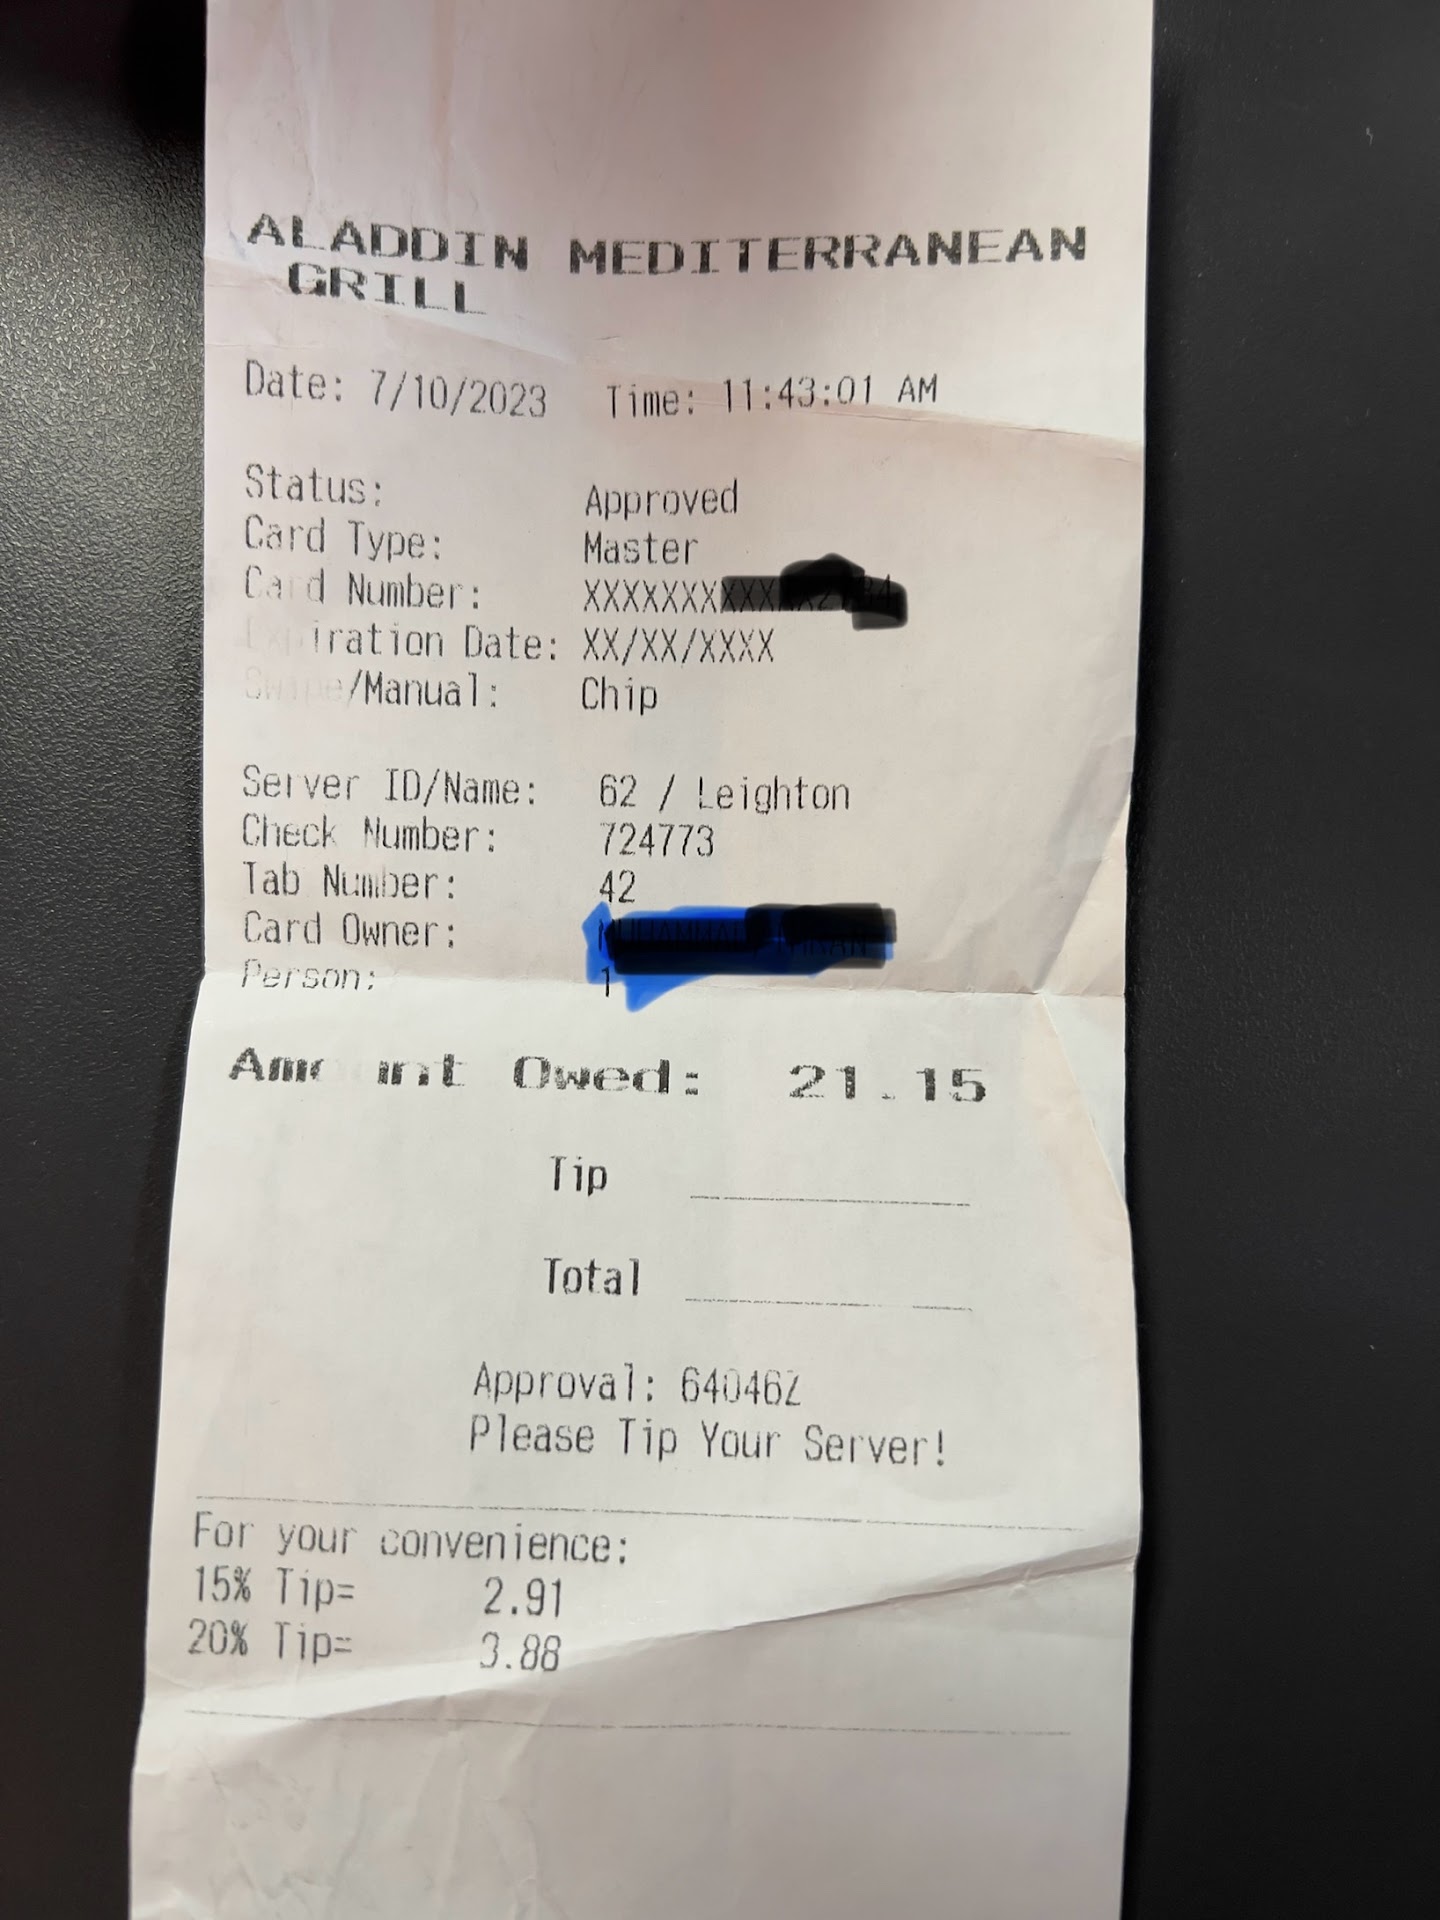 ALADDIN MEDITERRANEAN
GRILL
Date: 7/10/2023 Time: 11:43:01 AM
Status: Approved
Card Type: Master
Card Number: XXXXXXX
Expiration Date: XX/XX/XXXX
Swipe/Manual: Chip
Server ID/Name: 62 / Leighton
Check Number: 724773
Tab Number: 42
Card Owner:
Person: 1
Amount Owed: 21.15
Tip
Total
Approval: 64046Z
Please Tip Your Server!
For your convenience:
15% Tip= 2.91
20% Tip= 3.88